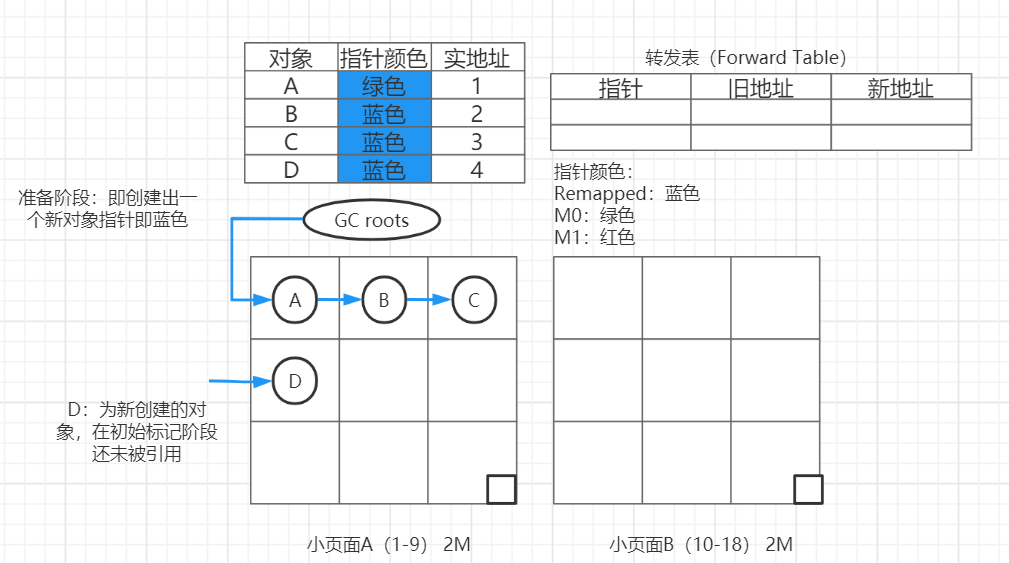 对象 指针颜色 实地址
A 绿色 1
B 蓝色 2
C 蓝色 3
D 蓝色 4
转发表（Forward Table）
指针 旧地址 新地址
指针颜色：
Remapped：蓝色
M0：绿色
M1：红色
准备阶段：即创建出一
个新对象指针即蓝色
GC roots
A B C
D
D：为新创建的对
象，在初始标记阶段
还未被引用
小页面A（1-9） 2M
小页面B（10-18） 2M